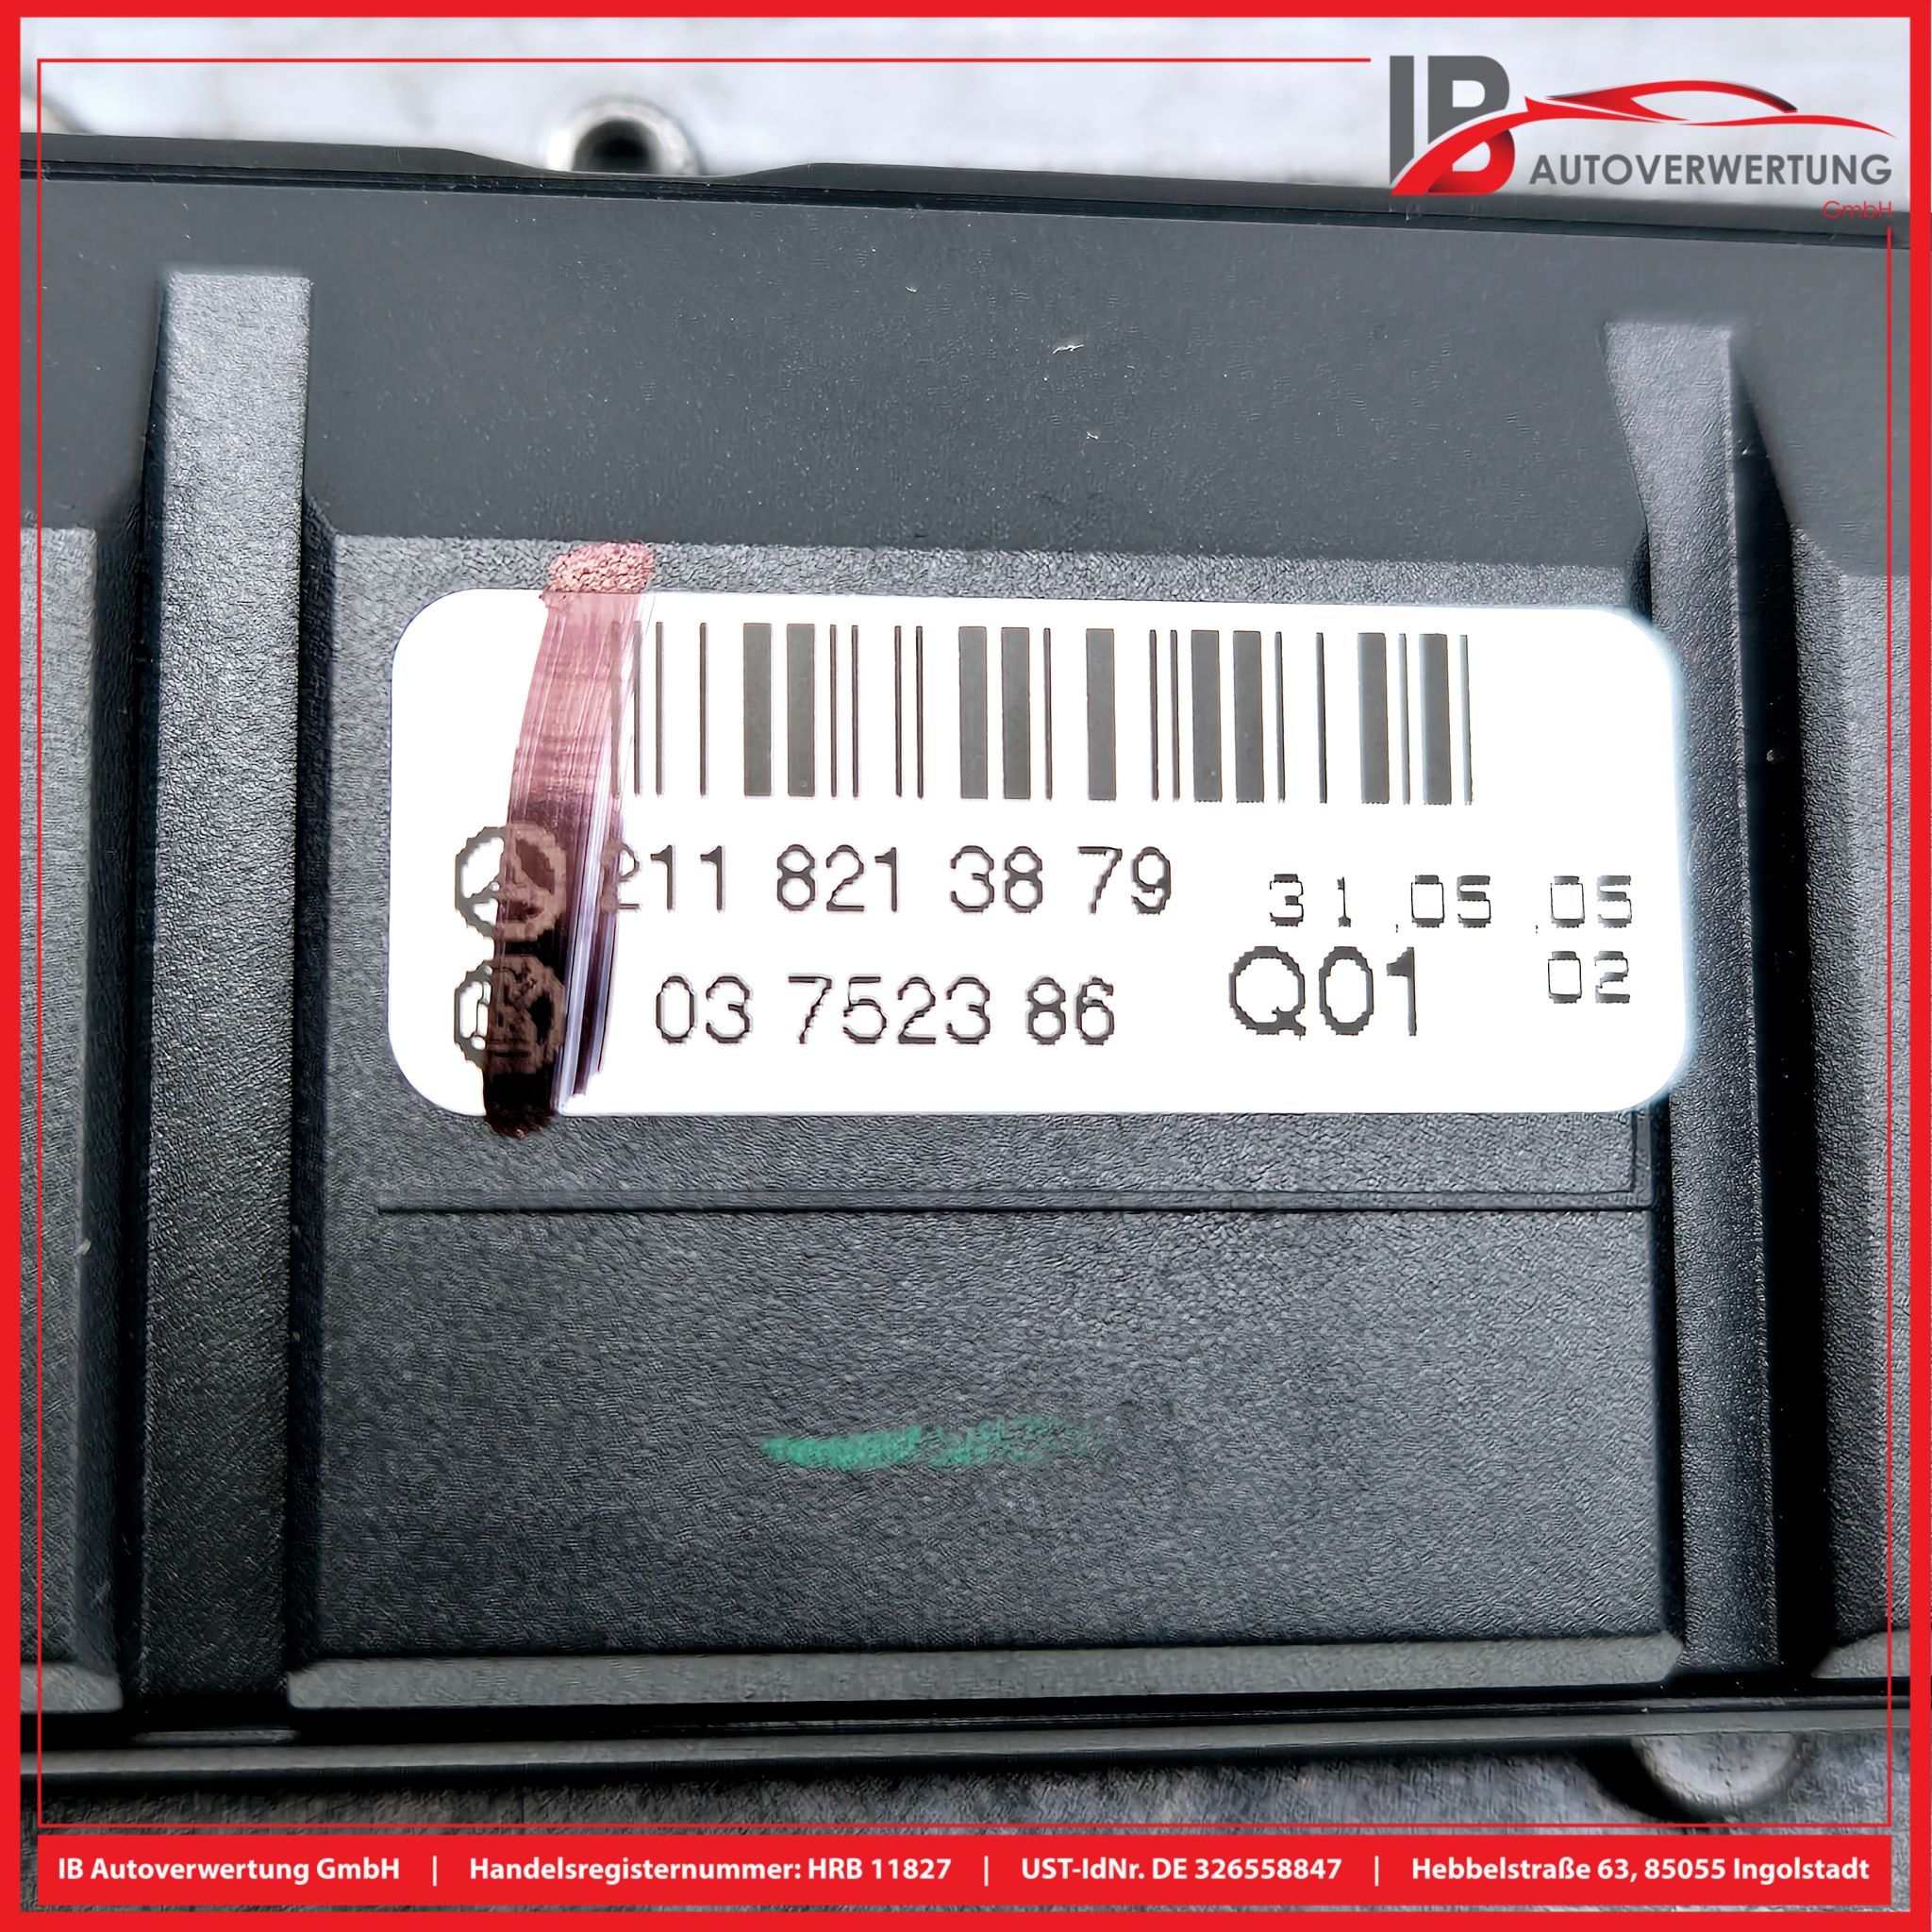 IB
AUTOVERWERTUNG
GmbH
211 821 38 79
31.05.05
03 7523 86
Q01
02
IB Autoverwertung GmbH | Handelsregisternummer: HRB 11827 | UST-IdNr. DE 326558847 | Hebbelstraße 63, 85055 Ingolstadt